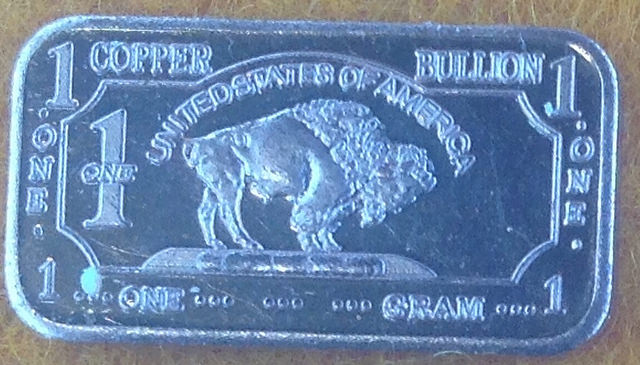 1 COPPER BULLION 1
UNITED STATES OF AMERICA
1 ONE
.ONE.
.ONE.
1 ONE GRAM 1